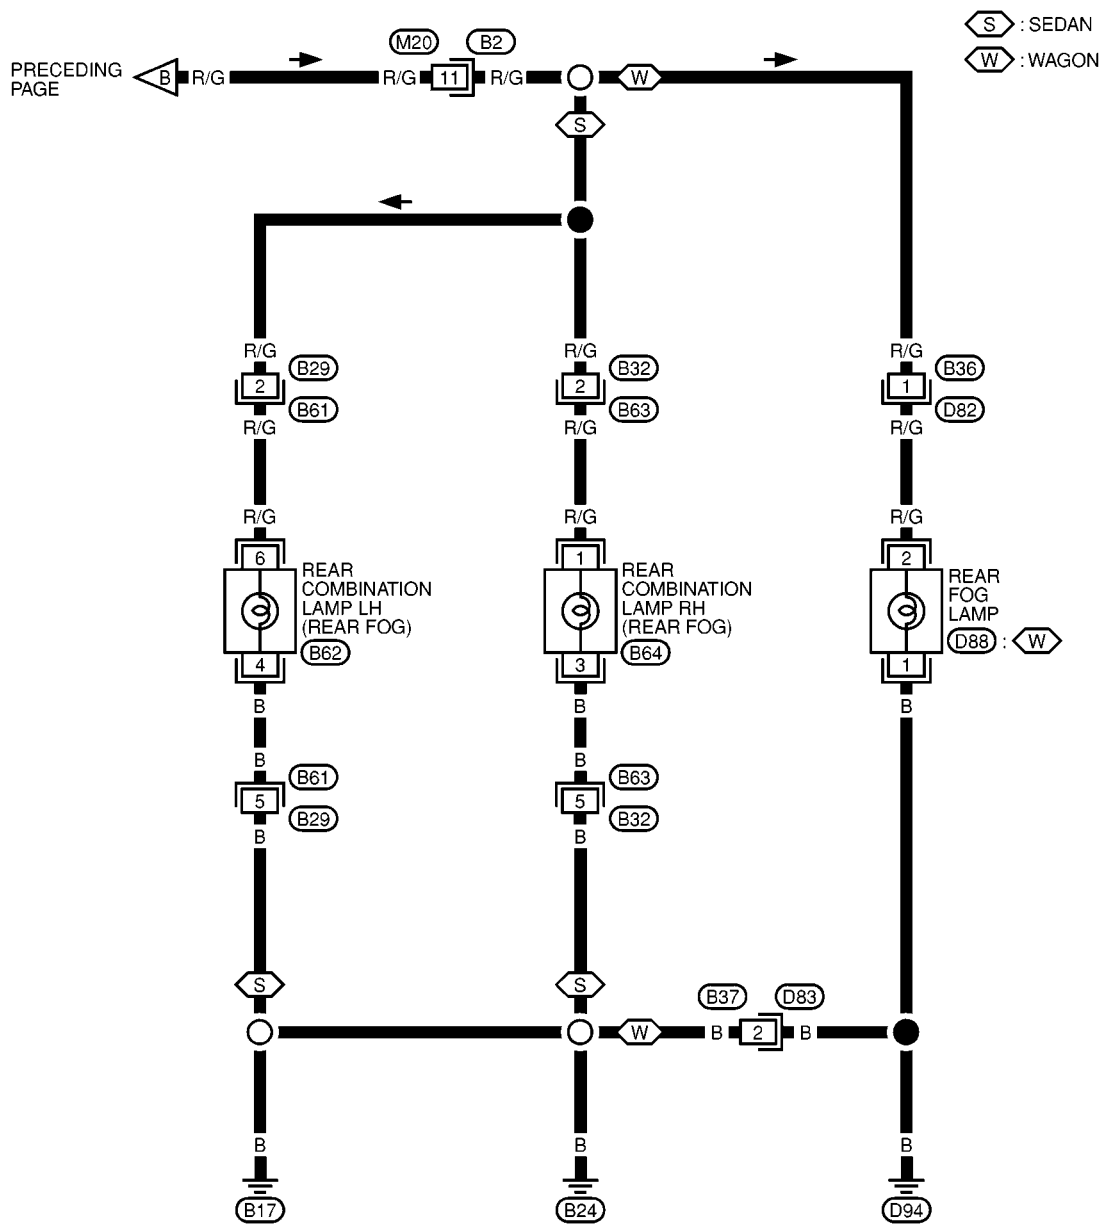 S : SEDAN
W : WAGON
M20 B2
PRECEDING
PAGE
B R/G R/G 11 R/G W
S
R/G R/G R/G
B29 B32 B36
2 2 1
B61 B63 D82
R/G R/G R/G
R/G R/G R/G
6 1 2
REAR
COMBINATION
LAMP LH
(REAR FOG)
B62
REAR
COMBINATION
LAMP RH
(REAR FOG)
B64
REAR
FOG
LAMP
D88 : W
4 3 1
B B B
B B
B61 B63
5 5
B29 B32
B B
S S
B37 D83
W B 2 B
B B B
B17 B24 D94